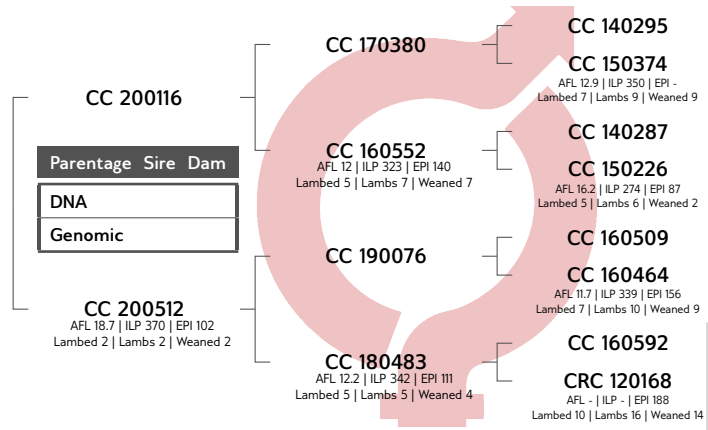 CC 200116
Parentage Sire Dam
DNA
Genomic
CC 200512
AFL 18.7 | ILP 370 | EPI 102
Lambed 2 | Lambs 2 | Weaned 2
CC 170380
CC 160552
AFL 12 | ILP 323 | EPI 140
Lambed 5 | Lambs 7 | Weaned 7
CC 190076
CC 180483
AFL 12.2 | ILP 342 | EPI 111
Lambed 5 | Lambs 5 | Weaned 4
CC 140295
CC 150374
AFL 12.9 | ILP 350 | EPI -
Lambed 7 | Lambs 9 | Weaned 9
CC 140287
CC 150226
AFL 16.2 | ILP 274 | EPI 87
Lambed 5 | Lambs 6 | Weaned 2
CC 160509
CC 160464
AFL 11.7 | ILP 339 | EPI 156
Lambed 7 | Lambs 10 | Weaned 9
CC 160592
CRC 120168
AFL - | ILP - | EPI 188
Lambed 10 | Lambs 16 | Weaned 14